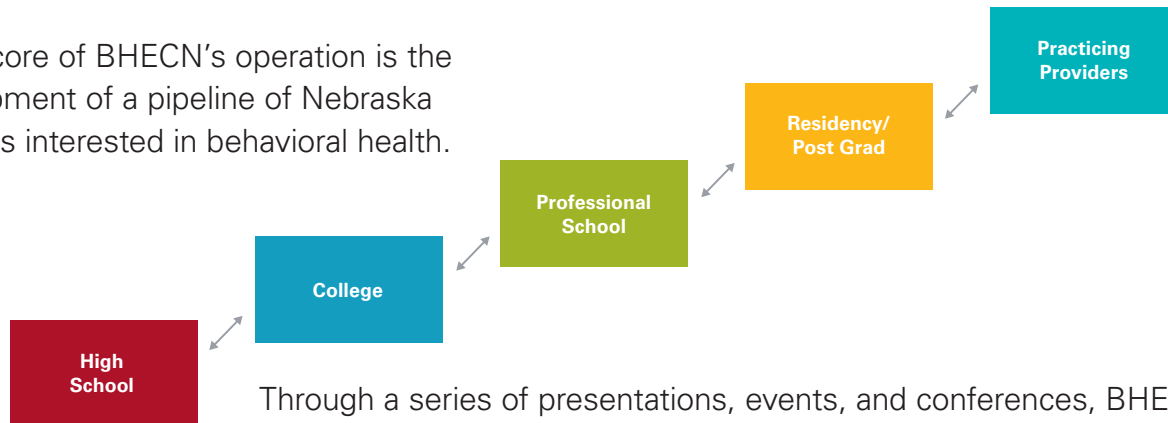 core of BHECN's operation is the
pment of a pipeline of Nebraska
s interested in behavioral health.
Practicing
Providers
Residency/
Post Grad
Professional
School
College
High
School
Through a series of presentations, events, and conferences, BHE